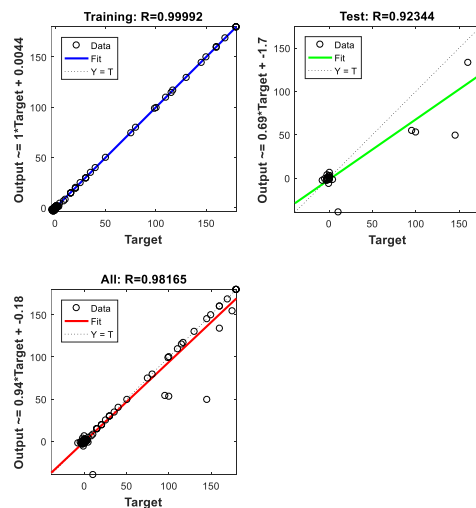 Training: R=0.99992
Output ~= 1*Target + 0.0044
150
100
50
0
Data
Fit
Y = T
0 50 100 150
Target
Test: R=0.92344
Output ~= 0.69*Target + -1.7
150
100
50
0
Data
Fit
Y = T
0 50 100 150
Target
All: R=0.98165
Output ~= 0.94*Target + -0.18
150
100
50
0
Data
Fit
Y = T
0 50 100 150
Target